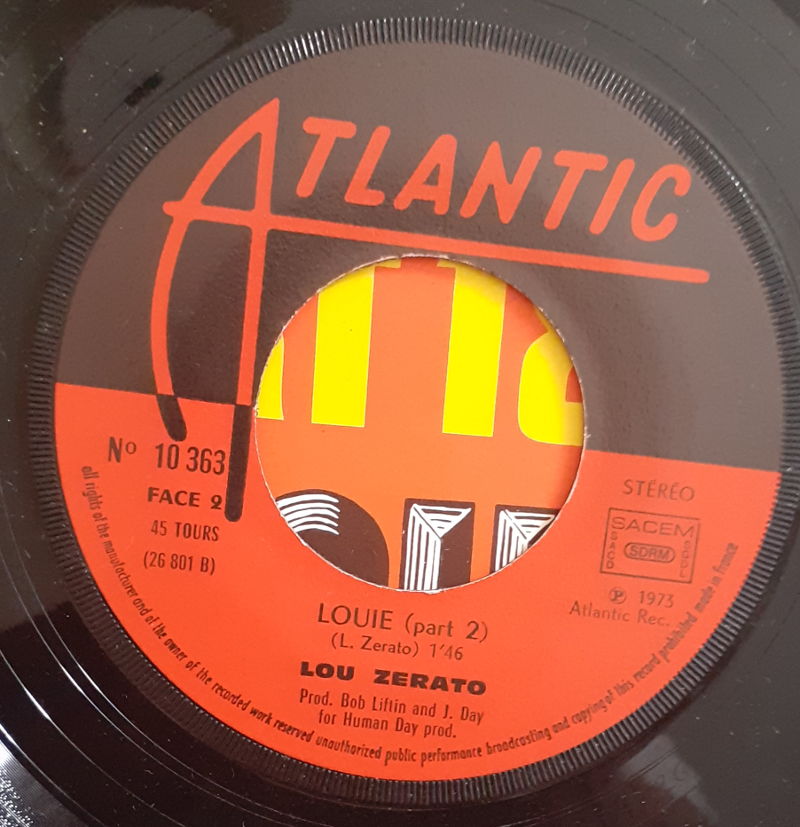 ATLANTIC
Nº 10 363
FACE 2
45 TOURS
(26 801 B)
STÉRÉO
SACEM
SACD
SDRM
SGDL
℗ 1973
Atlantic Rec.
LOUIE (part 2)
(L. Zerato) 1'46
LOU ZERATO
Prod. Bob Liftin and J. Day
for Human Day prod.
all rights of the manufacturer and of the owner of the recorded work reserved unauthorized public performance broadcasting and copying of this record prohibited made in france